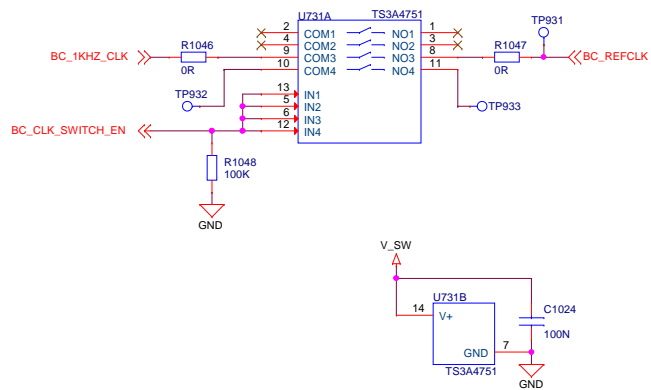 U731A TS3A4751
TP931
2 COM1 NO1 1
4 COM2 NO2 3
BC_1KHZ_CLK R1046 9 COM3 NO3 8 R1047 BC_REFCLK
0R 10 COM4 NO4 11 0R
TP932 TP933
13 IN1
5 IN2
6 IN3
BC_CLK_SWITCH_EN 12 IN4
R1048
100K
GND
V_SW
U731B
C1024
14 V+
100N
GND 7
TS3A4751
GND